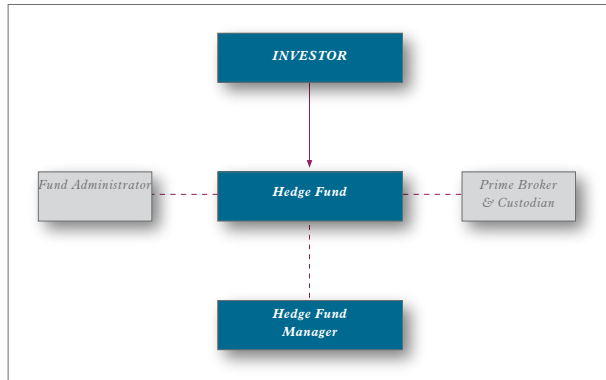 INVESTOR
Fund Administrator
Hedge Fund
Prime Broker
& Custodian
Hedge Fund
Manager